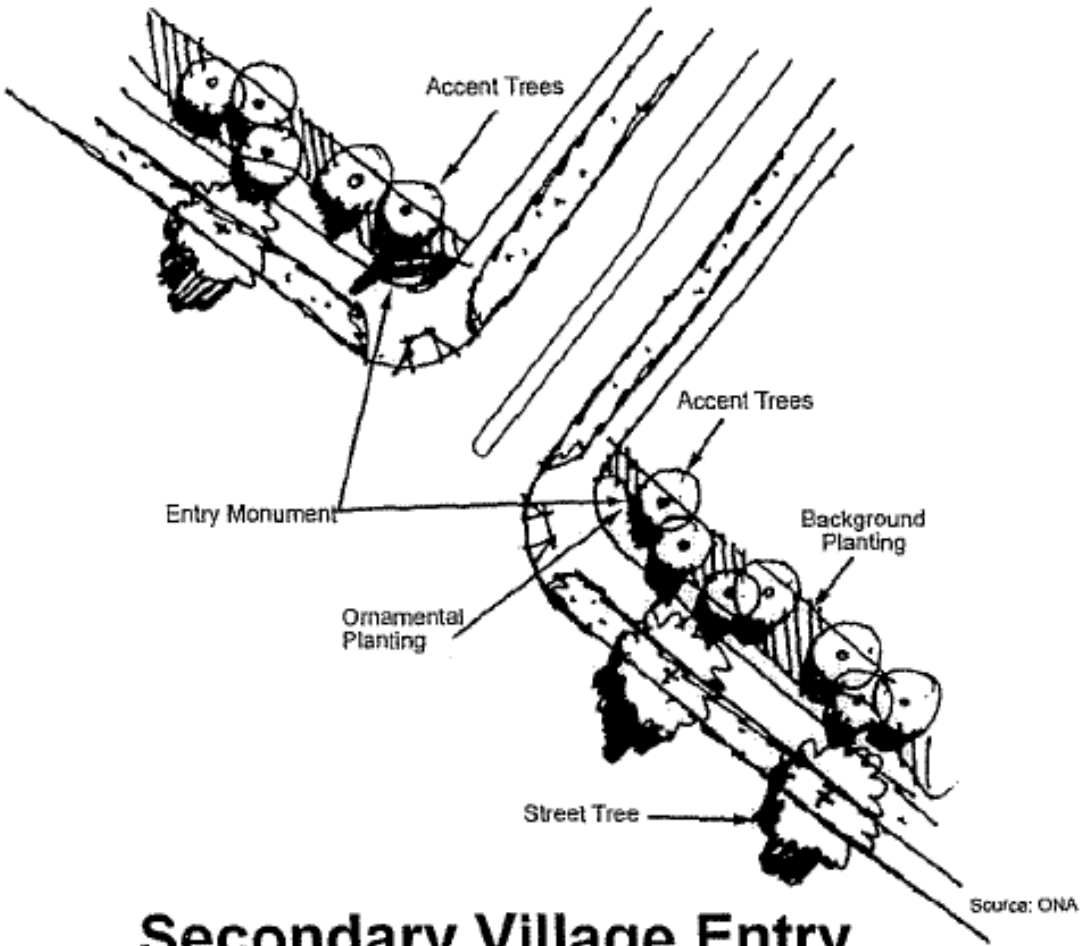 Accent Trees
Accent Trees
Entry Monument
Background
Planting
Ornamental
Planting
Street Tree
Source: ONA
Secondary Village Entry